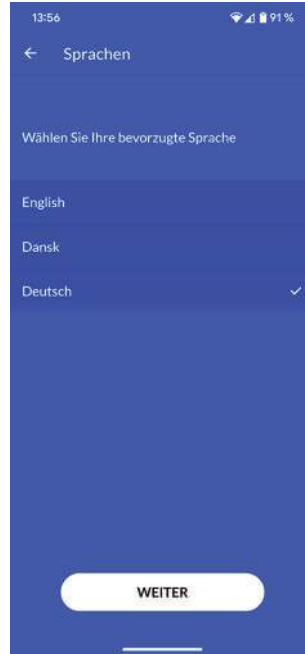 13:56 91 %
Sprachen
Wählen Sie Ihre bevorzugte Sprache
English
Dansk
Deutsch
WEITER